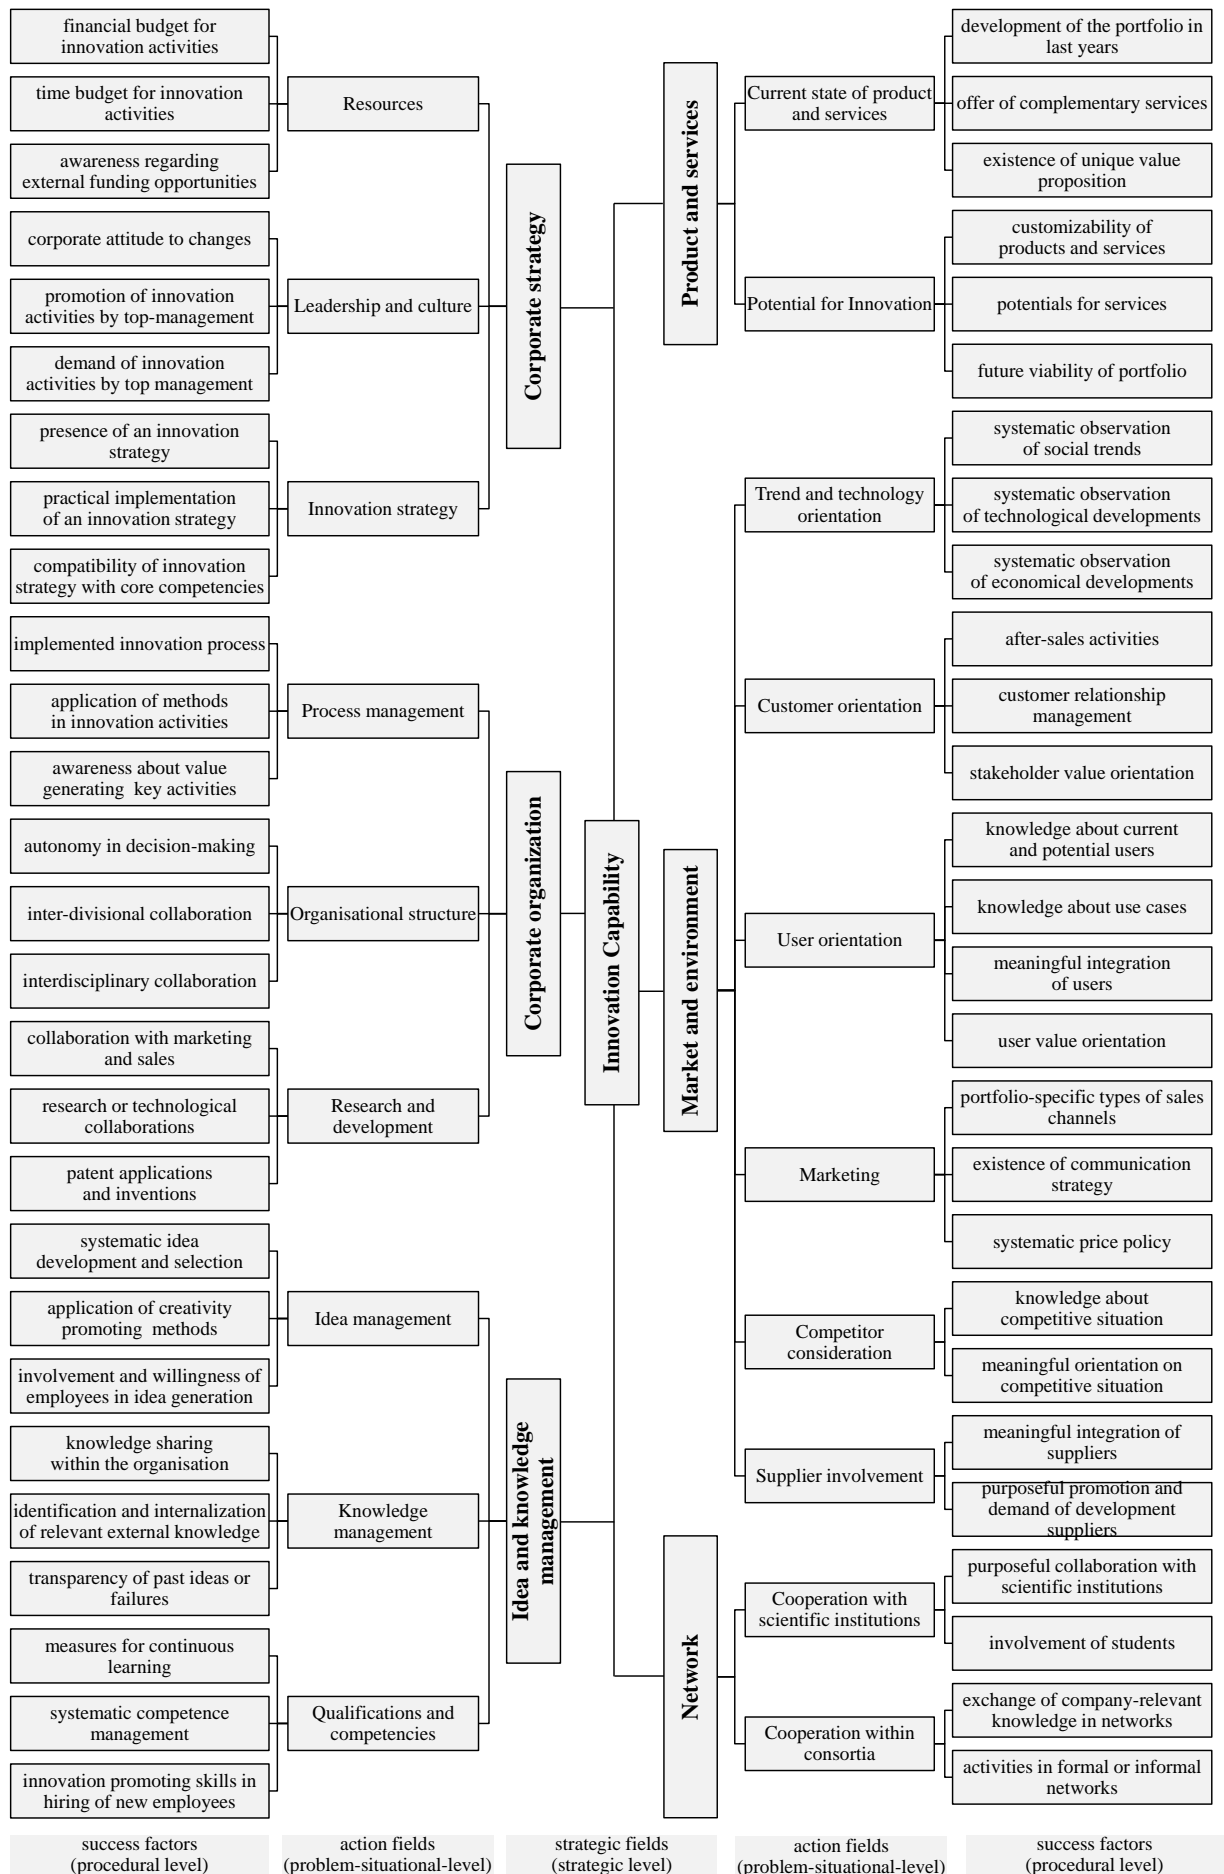 financial budget for
innovation activities
time budget for innovation
activities
awareness regarding
external funding opportunities
corporate attitude to changes
promotion of innovation
activities by top-management
demand of innovation
activities by top management
presence of an innovation
strategy
practical implementation
of an innovation strategy
compatibility of innovation
strategy with core competencies
implemented innovation process
application of methods
in innovation activities
awareness about value
generating key activities
autonomy in decision-making
inter-divisional collaboration
interdisciplinary collaboration
collaboration with marketing
and sales
research or technological
collaborations
patent applications
and inventions
systematic idea
development and selection
application of creativity
promoting methods
involvement and willingness of
employees in idea generation
knowledge sharing
within the organisation
identification and internalization
of relevant external knowledge
transparency of past ideas or
failures
measures for continuous
learning
systematic competence
management
innovation promoting skills in
hiring of new employees
success factors
(procedural level)
Resources
Leadership and culture
Innovation strategy
Process management
Organisational structure
Research and
development
Idea management
Knowledge
management
Qualifications and
competencies
action fields
(problem-situational-level)
Corporate strategy
Corporate organization
Idea and knowledge
management
strategic fields
(strategic level)
Innovation Capability
Product and services
Market and environment
Network
Current state of product
and services
Potential for Innovation
Trend and technology
orientation
Customer orientation
User orientation
Marketing
Competitor
consideration
Supplier involvement
Cooperation with
scientific institutions
Cooperation within
consortia
action fields
(problem-situational-level)
development of the portfolio in
last years
offer of complementary services
existence of unique value
proposition
customizability of
products and services
potentials for services
future viability of portfolio
systematic observation
of social trends
systematic observation
of technological developments
systematic observation
of economical developments
after-sales activities
customer relationship
management
stakeholder value orientation
knowledge about current
and potential users
knowledge about use cases
meaningful integration
of users
user value orientation
portfolio-specific types of sales
channels
existence of communication
strategy
systematic price policy
knowledge about
competitive situation
meaningful orientation on
competitive situation
meaningful integration of
suppliers
purposeful promotion and
demand of development
suppliers
purposeful collaboration with
scientific institutions
involvement of students
exchange of company-relevant
knowledge in networks
activities in formal or informal
networks
success factors
(procedural level)